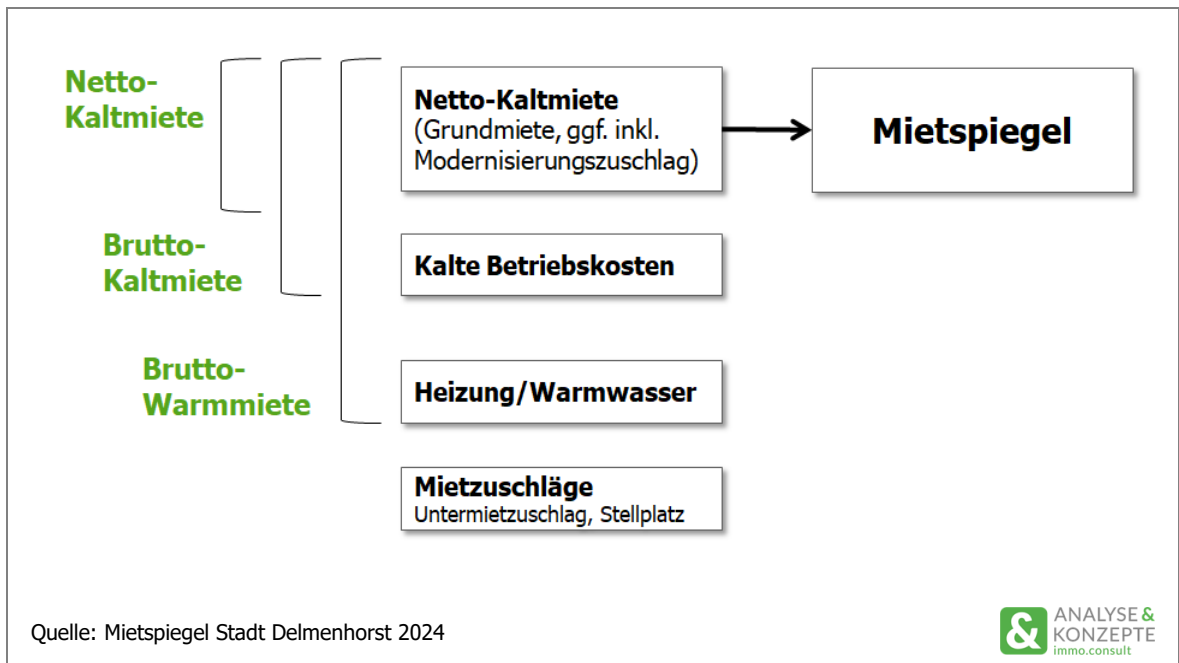 Netto-
Kaltmiete
Netto-Kaltmiete
(Grundmiete, ggf. inkl.
Modernisierungszuschlag)
Mietspiegel
Brutto-
Kaltmiete
Kalte Betriebskosten
Brutto-
Warmmiete
Heizung/Warmwasser
Mietzuschläge
Untermietzuschlag, Stellplatz
Quelle: Mietspiegel Stadt Delmenhorst 2024
&
ANALYSE&
KONZEPTE
immo.consult